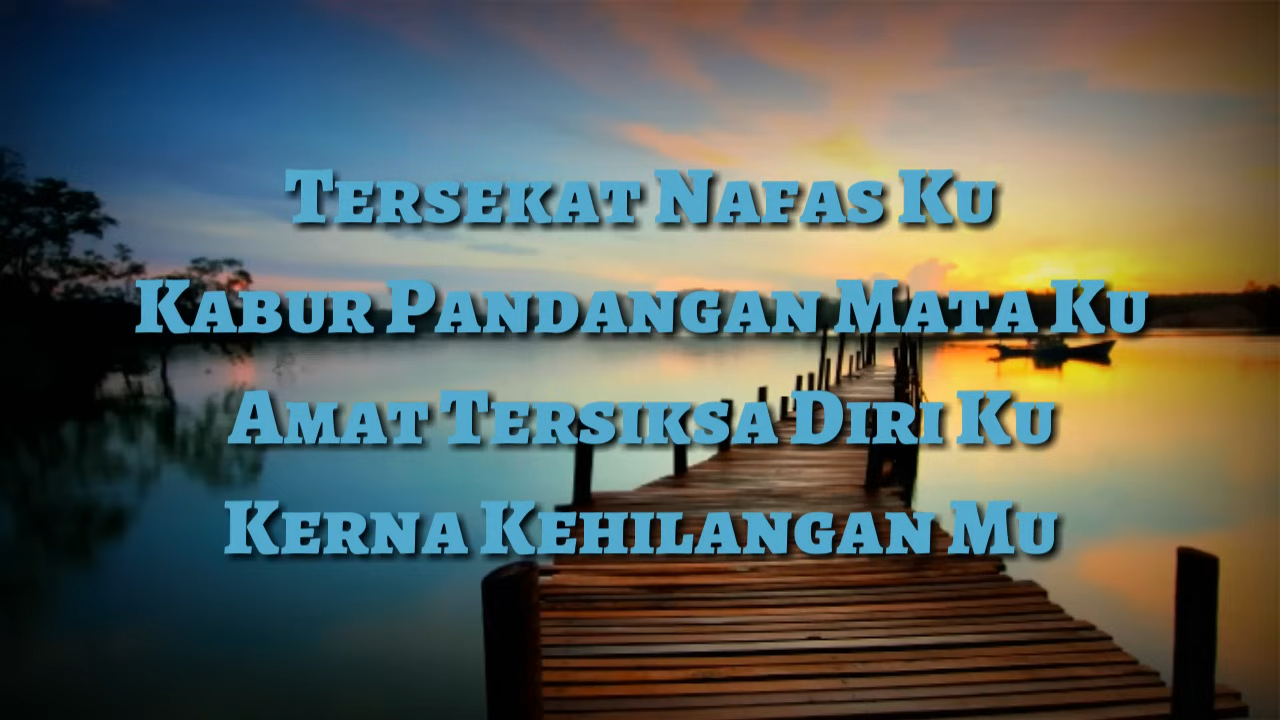 Tersekat Nafas Ku
Kabur Pandangan Mata Ku
Amat Tersiksa Diri Ku
Kerna Kehilangan Mu